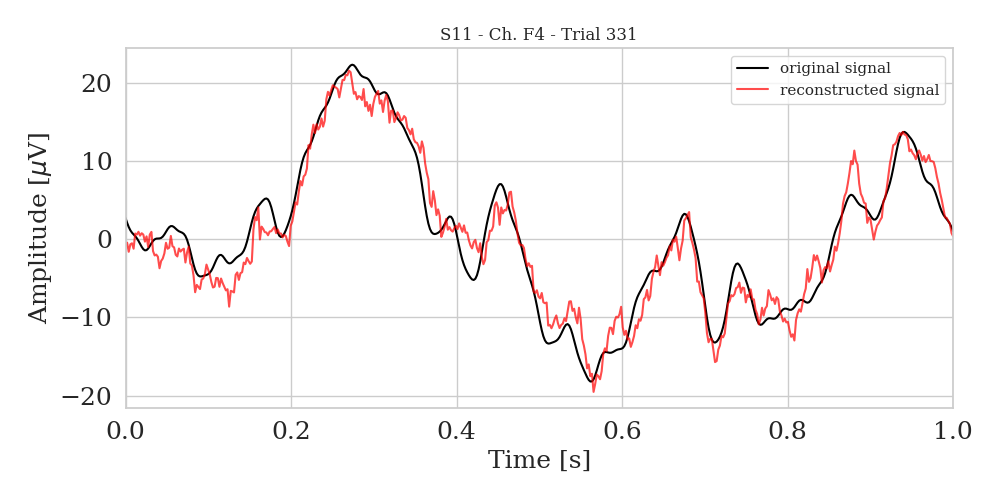 S11 - Ch. F4 - Trial 331
original signal
reconstructed signal
Amplitude [μV]
20
10
0
−10
−20
0.0 0.2 0.4 0.6 0.8 1.0
Time [s]